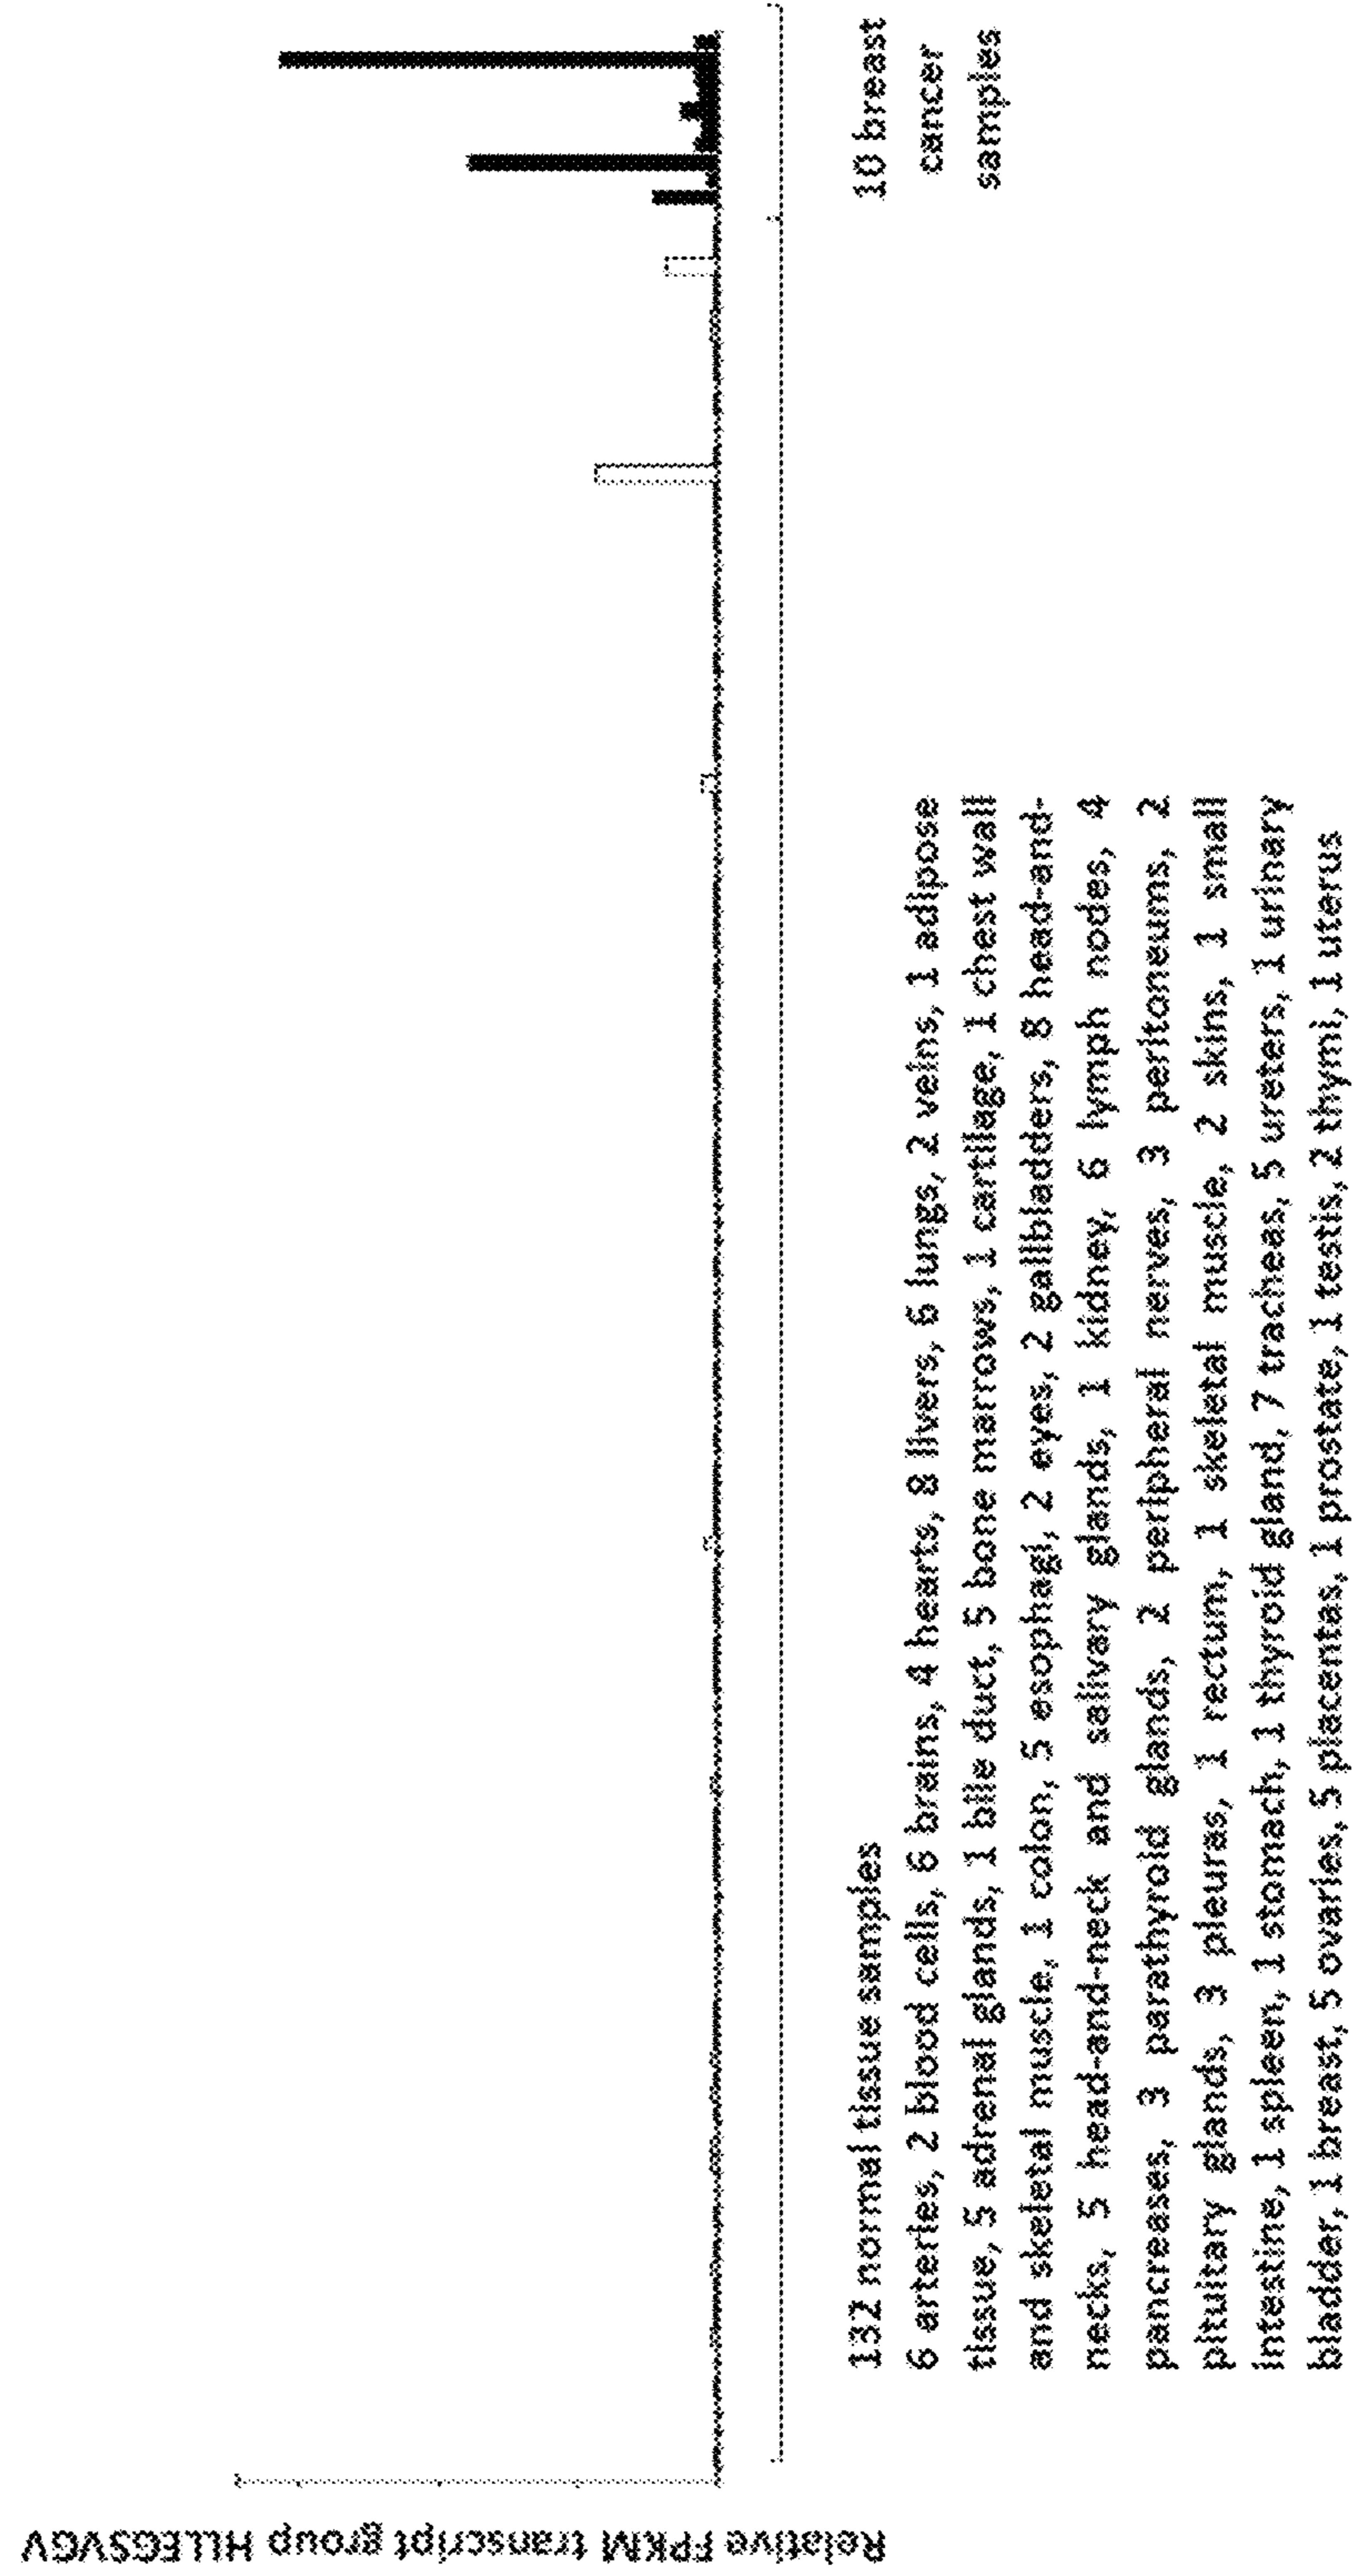 Relative FPKM transcript group HLLEGSVGV
132 normal tissue samples
6 arteries, 2 blood cells, 6 brains, 4 hearts, 8 livers, 6 lungs, 2 veins, 1 adipose
tissue, 5 adrenal glands, 1 bile duct, 5 bone marrows, 1 cartilage, 1 chest wall
and skeletal muscle, 1 colon, 5 esophagi, 2 eyes, 2 gallbladders, 8 head-and-
necks, 5 head-and-neck and salivary glands, 1 kidney, 6 lymph nodes, 4
pancreases, 3 parathyroid glands, 2 peripheral nerves, 3 peritoneums, 2
pituitary glands, 3 pleuras, 1 rectum, 1 skeletal muscle, 2 skins, 1 small
intestine, 1 spleen, 1 stomach, 1 thyroid gland, 7 tracheas, 5 ureters, 1 urinary
bladder, 1 breast, 5 ovaries, 5 placentas, 1 prostate, 1 testis, 2 thymi, 1 uterus
10 breast
cancer
samples